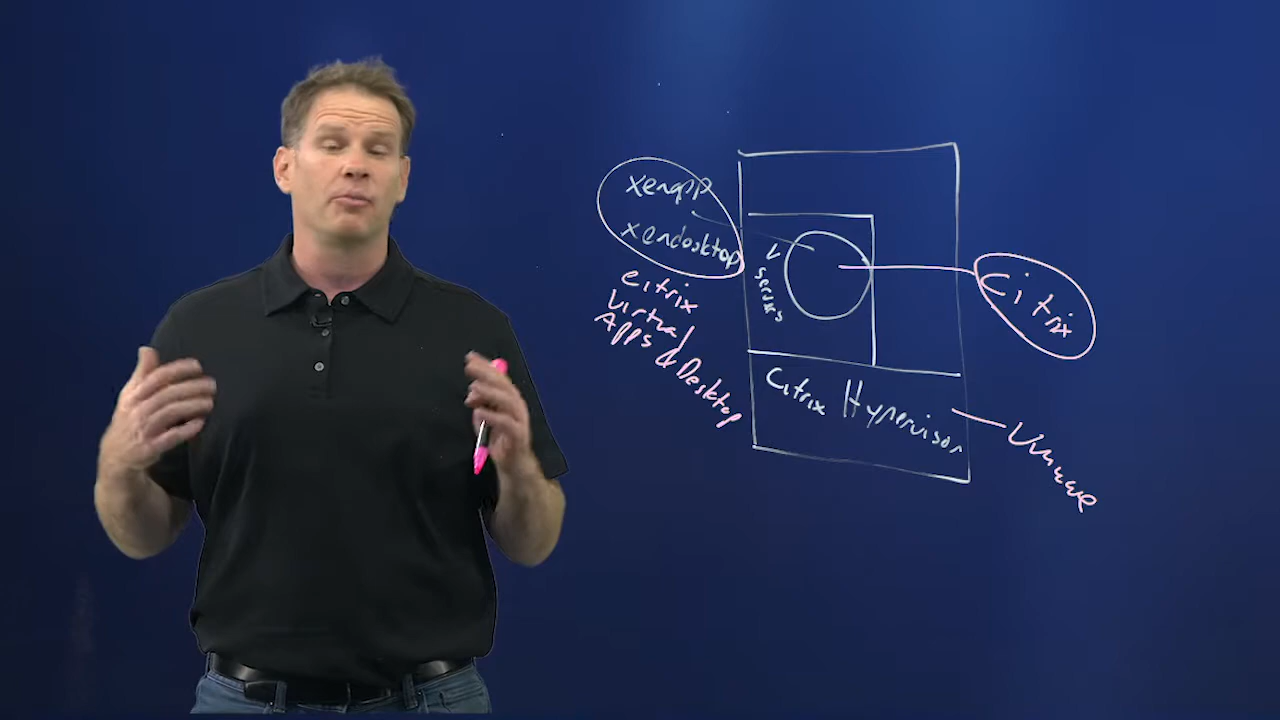 xenapp
xendesktop
Citrix
Virtual
Apps & Desktop
V
Servers
Citrix Hypervisor
Citrix